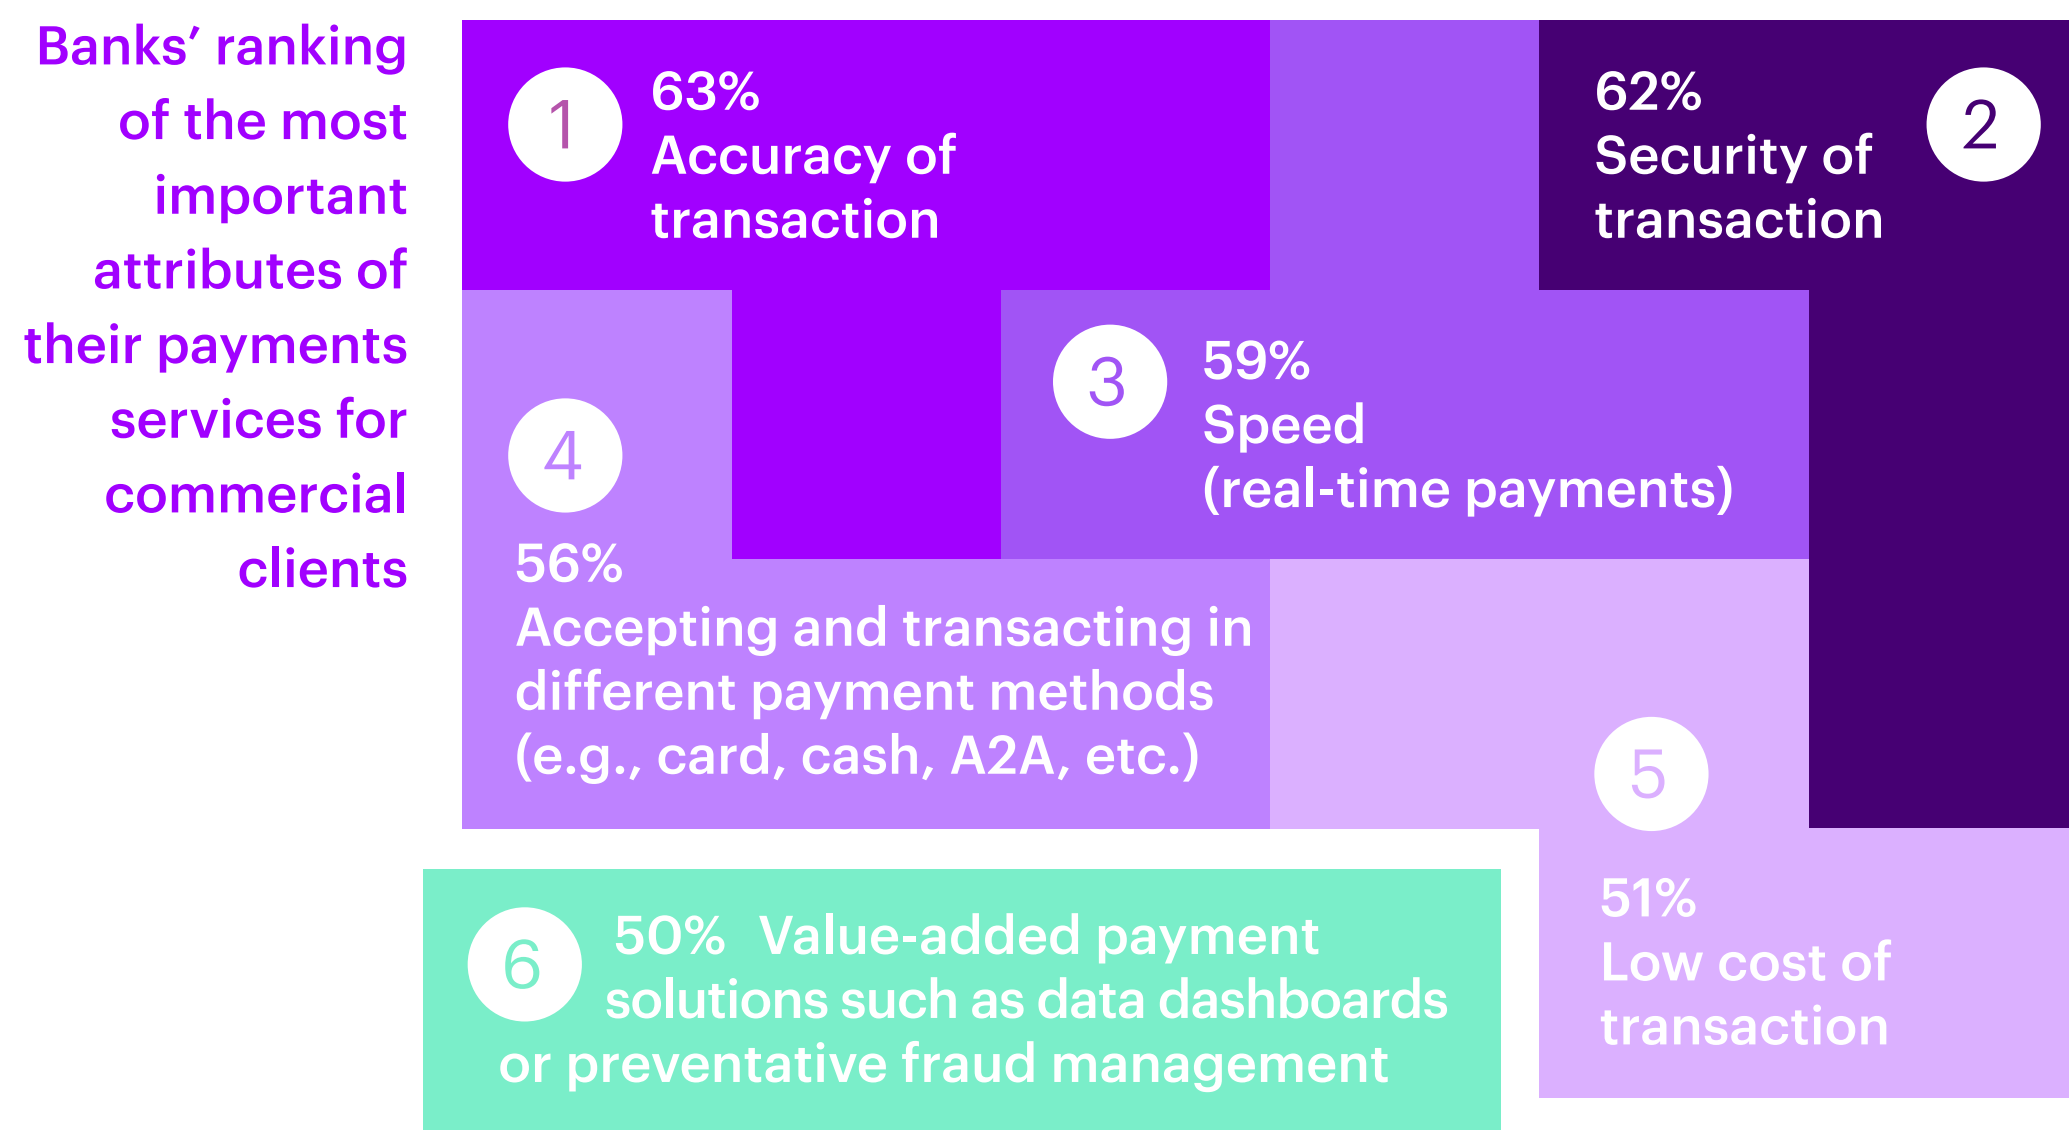 Banks’ ranking
of the most
important
attributes of
their payments
services for
commercial
clients
1
63%
Accuracy of
transaction
2
62%
Security of
transaction
3
59%
Speed
(real-time payments)
4
56%
Accepting and transacting in
different payment methods
(e.g., card, cash, A2A, etc.)
5
51%
Low cost of
transaction
6
50% Value-added payment
solutions such as data dashboards
or preventative fraud management